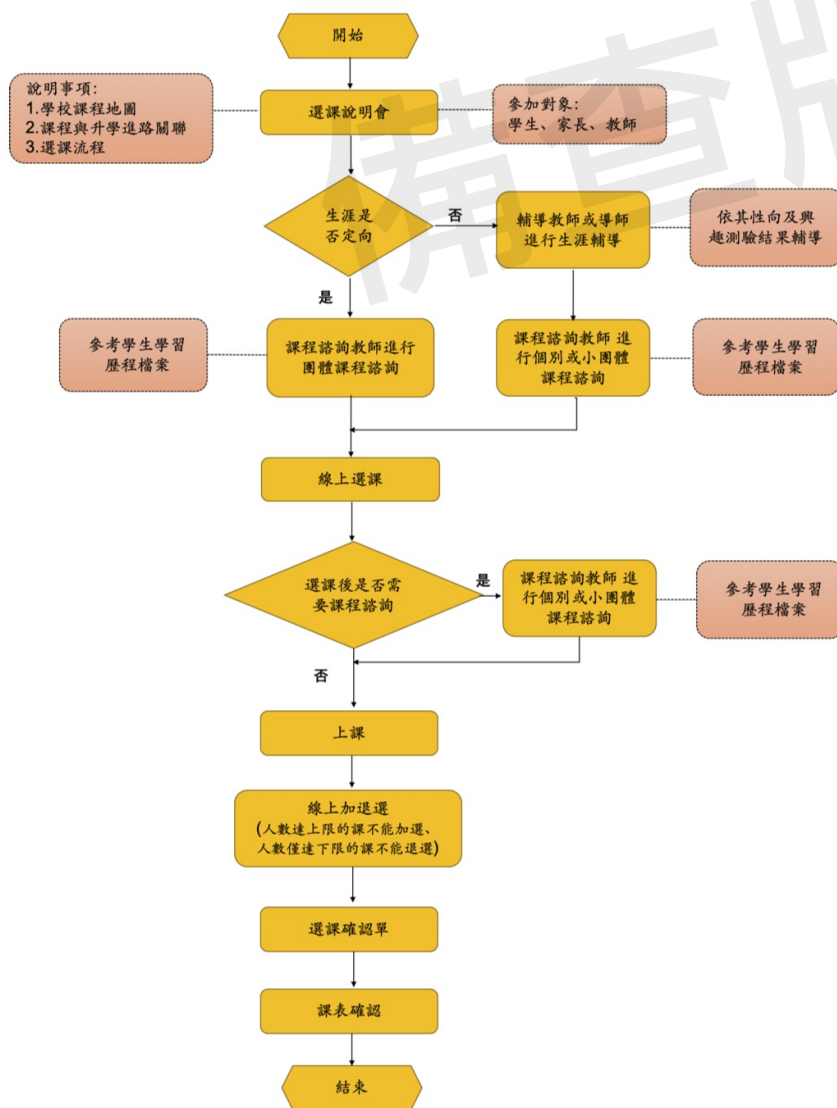 開始
說明事項:
1.學校課程地圖
2.課程與升學進路關聯
3.選課流程
選課說明會
參加對象:
學生、家長、教師
生涯是
否定向
否
輔導教師或導師
進行生涯輔導
依其性向及興
趣測驗結果輔導
是
參考學生學習
歷程檔案
課程諮詢教師進行
團體課程諮詢
課程諮詢教師 進
行個別或小團體
課程諮詢
參考學生學習
歷程檔案
線上選課
選課後是否需
要課程諮詢
是
課程諮詢教師 進
行個別或小團體
課程諮詢
參考學生學習
歷程檔案
否
上課
線上加退選
(人數達上限的課不能加選、
人數僅達下限的課不能退選)
選課確認單
課表確認
結束
備查版